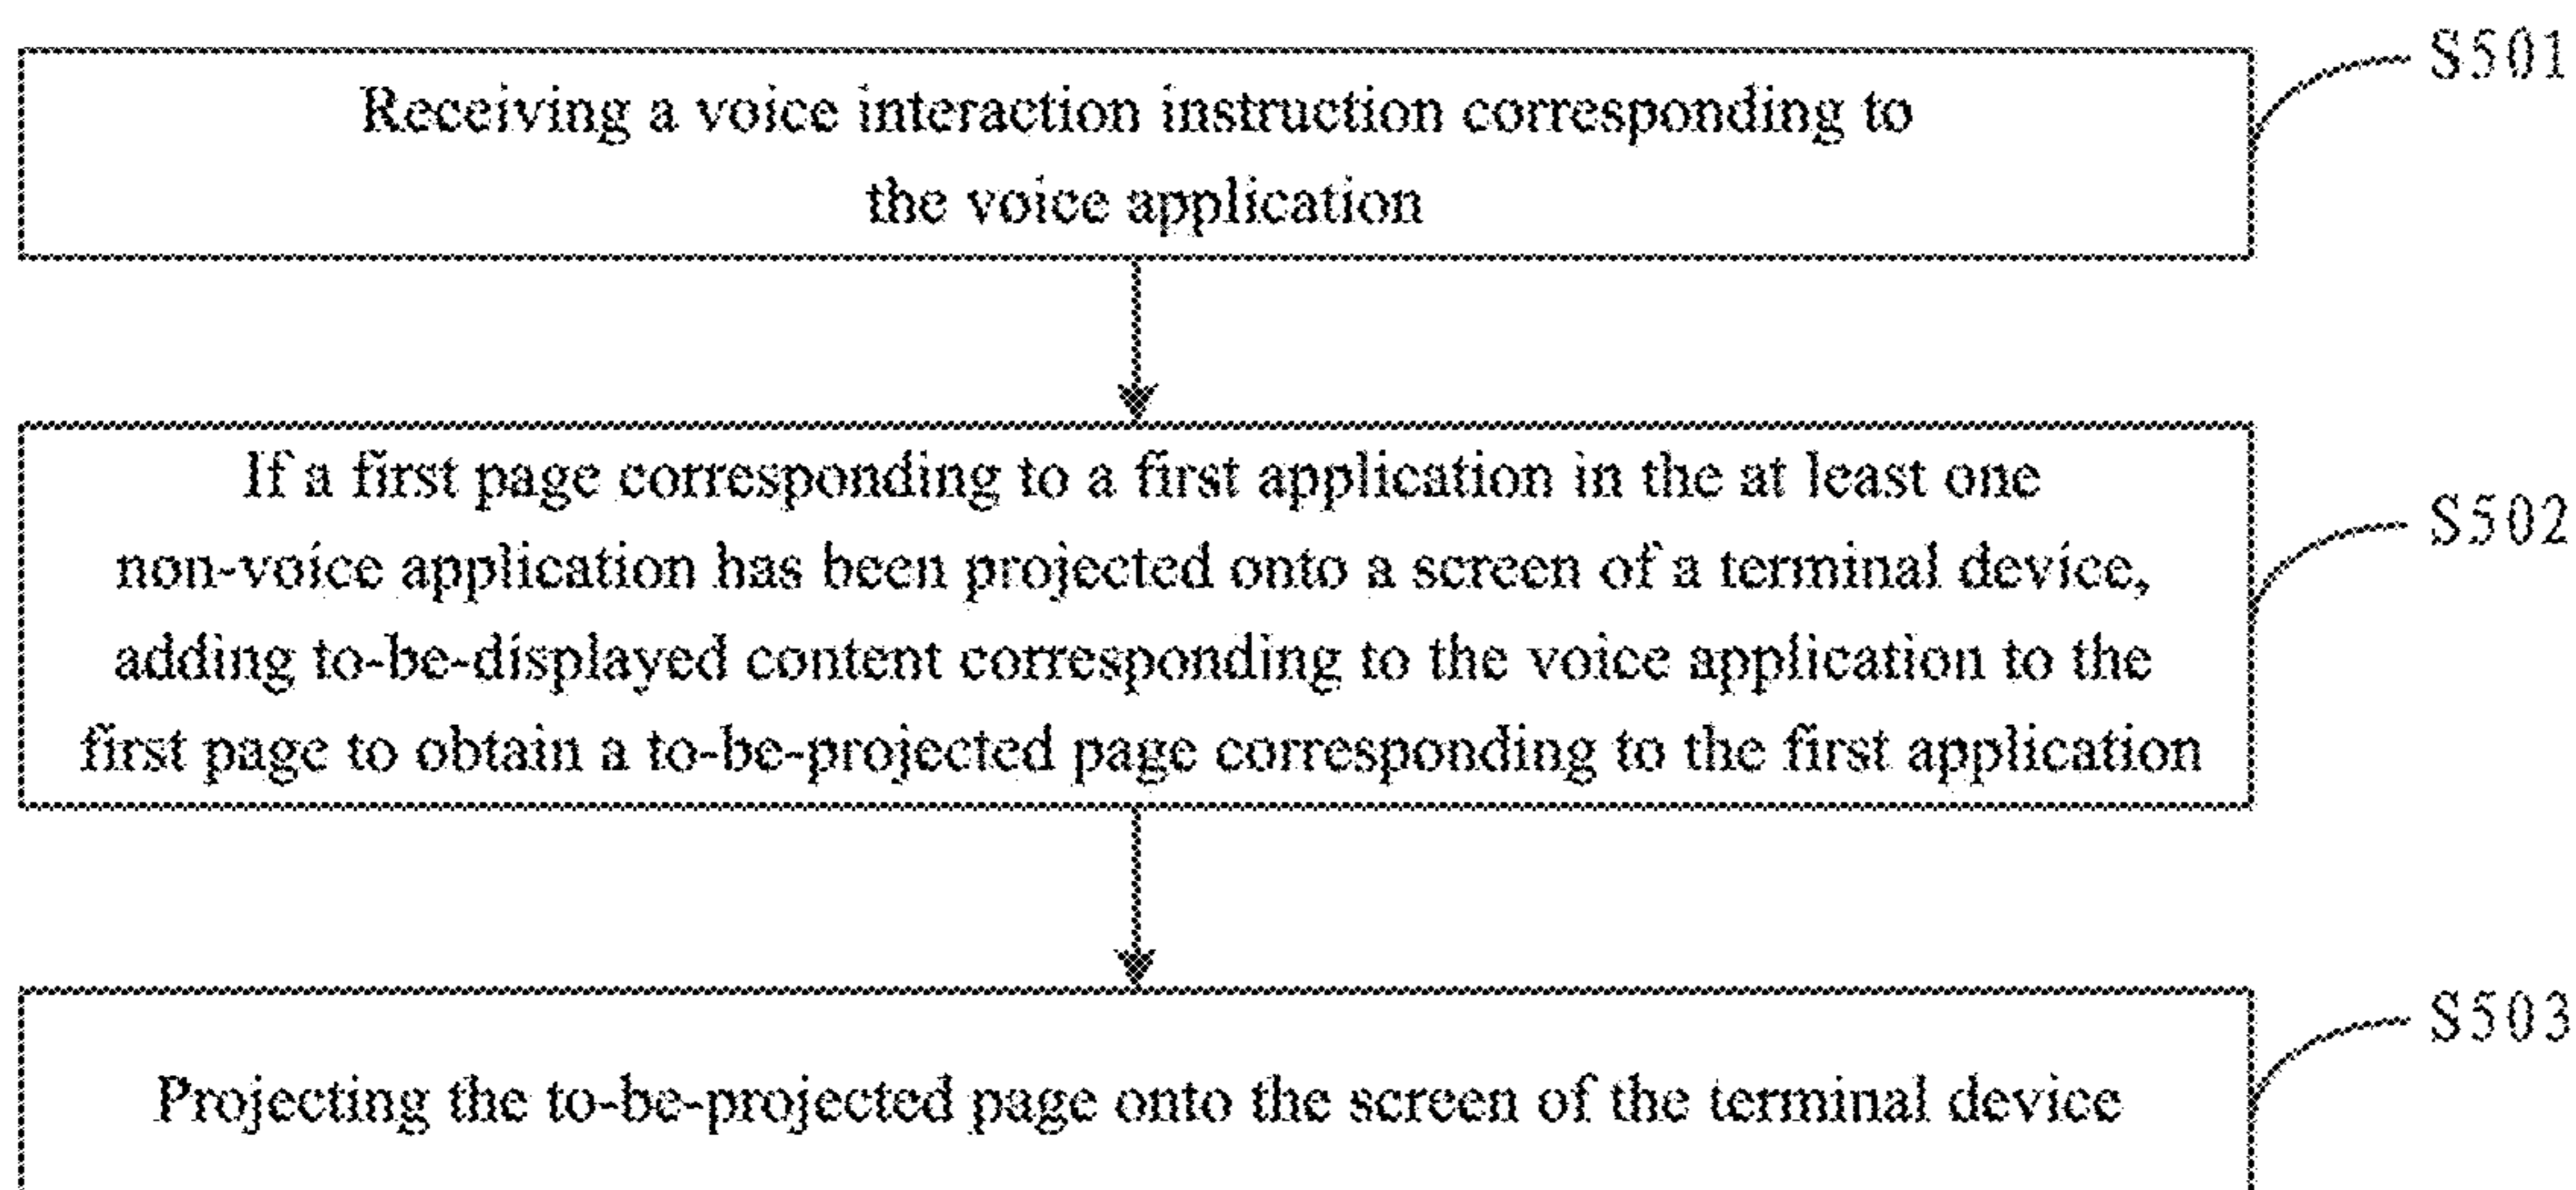 S501
Receiving a voice interaction instruction corresponding to
the voice application
If a first page corresponding to a first application in the at least one
non-voice application has been projected onto a screen of a terminal device,
adding to-be-displayed content corresponding to the voice application to the
first page to obtain a to-be-projected page corresponding to the first application
S502
Projecting the to-be-projected page onto the screen of the terminal device
S503